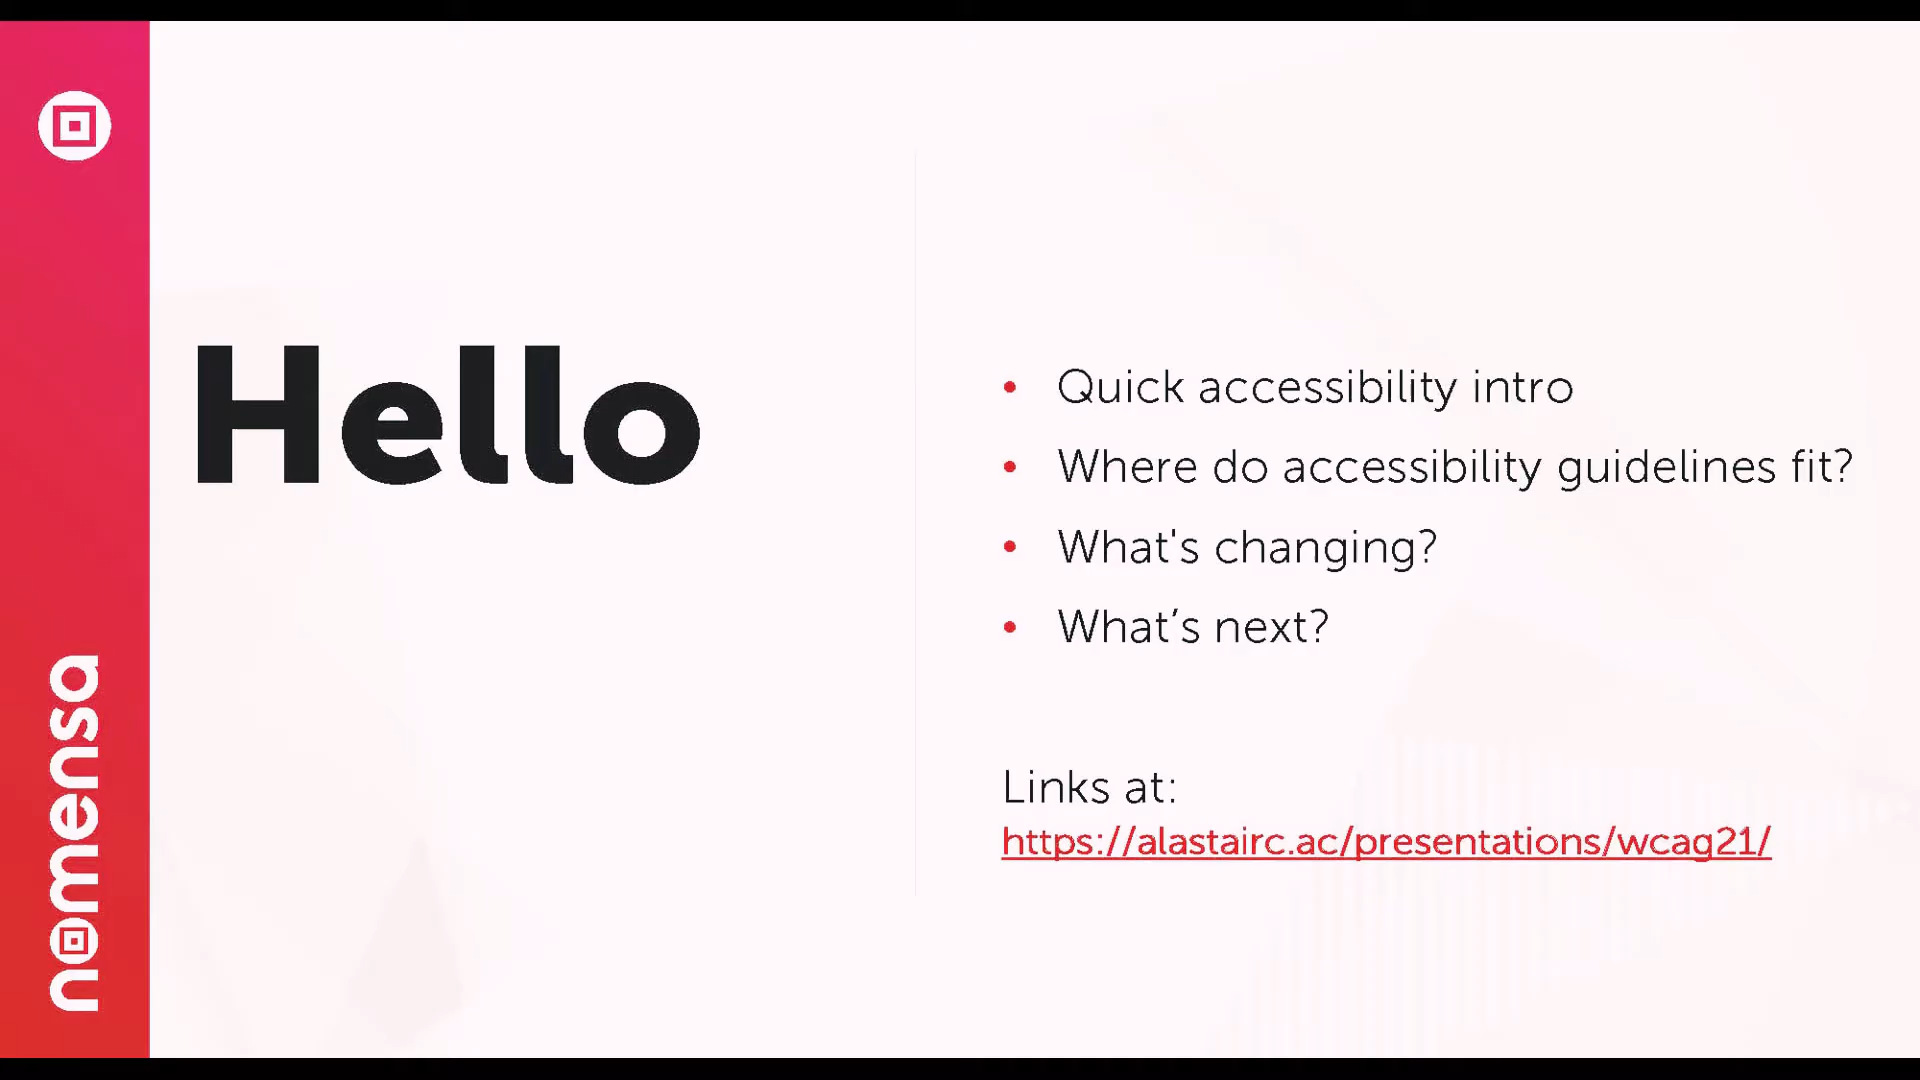 nomensa
Hello
• Quick accessibility intro
• Where do accessibility guidelines fit?
• What's changing?
• What’s next?
Links at:
https://alastairc.ac/presentations/wcag21/